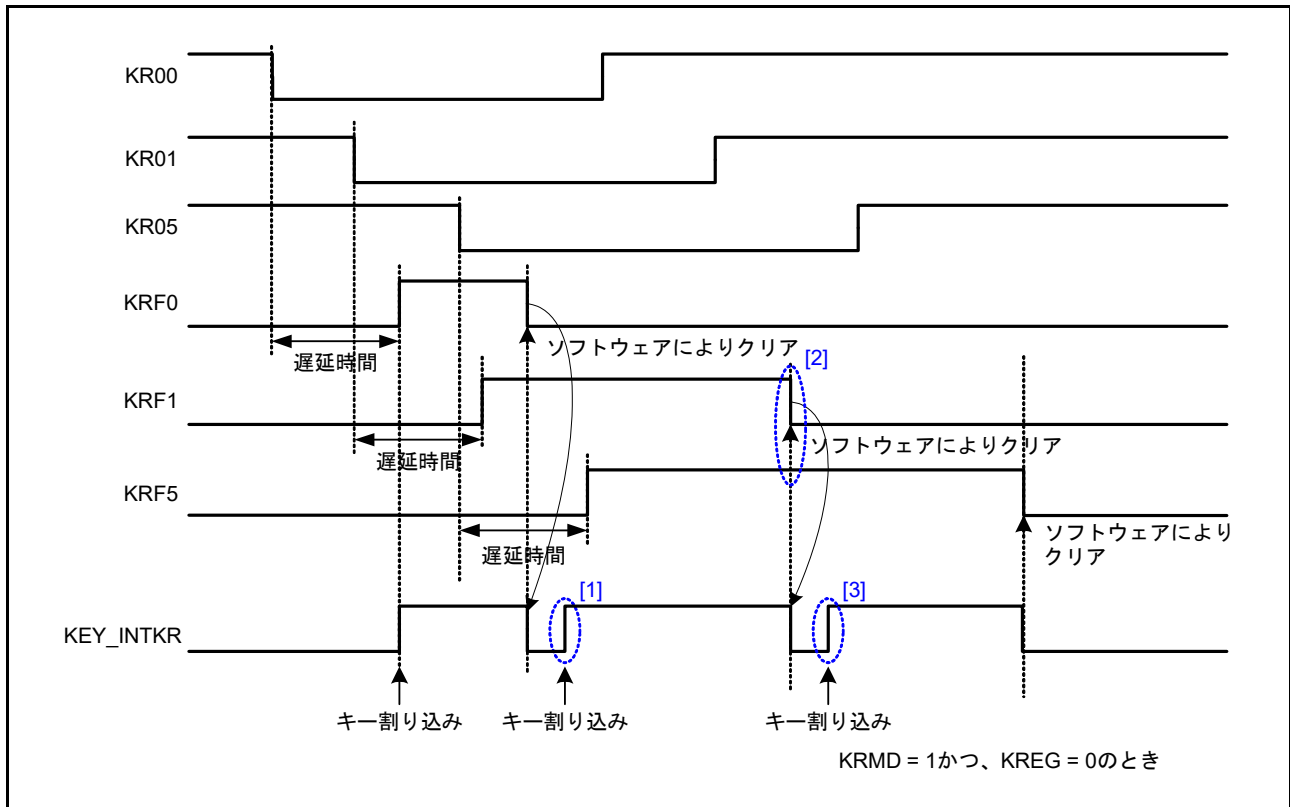 KR00
KR01
KR05
KRF0
遅延時間
ソフトウェアによりクリア
[2]
KRF1
遅延時間
ソフトウェアによりクリア
KRF5
遅延時間
ソフトウェアにより
クリア
[1]
[3]
KEY_INTKR
キー割り込み
キー割り込み
キー割り込み
KRMD = 1かつ、KREG = 0のとき